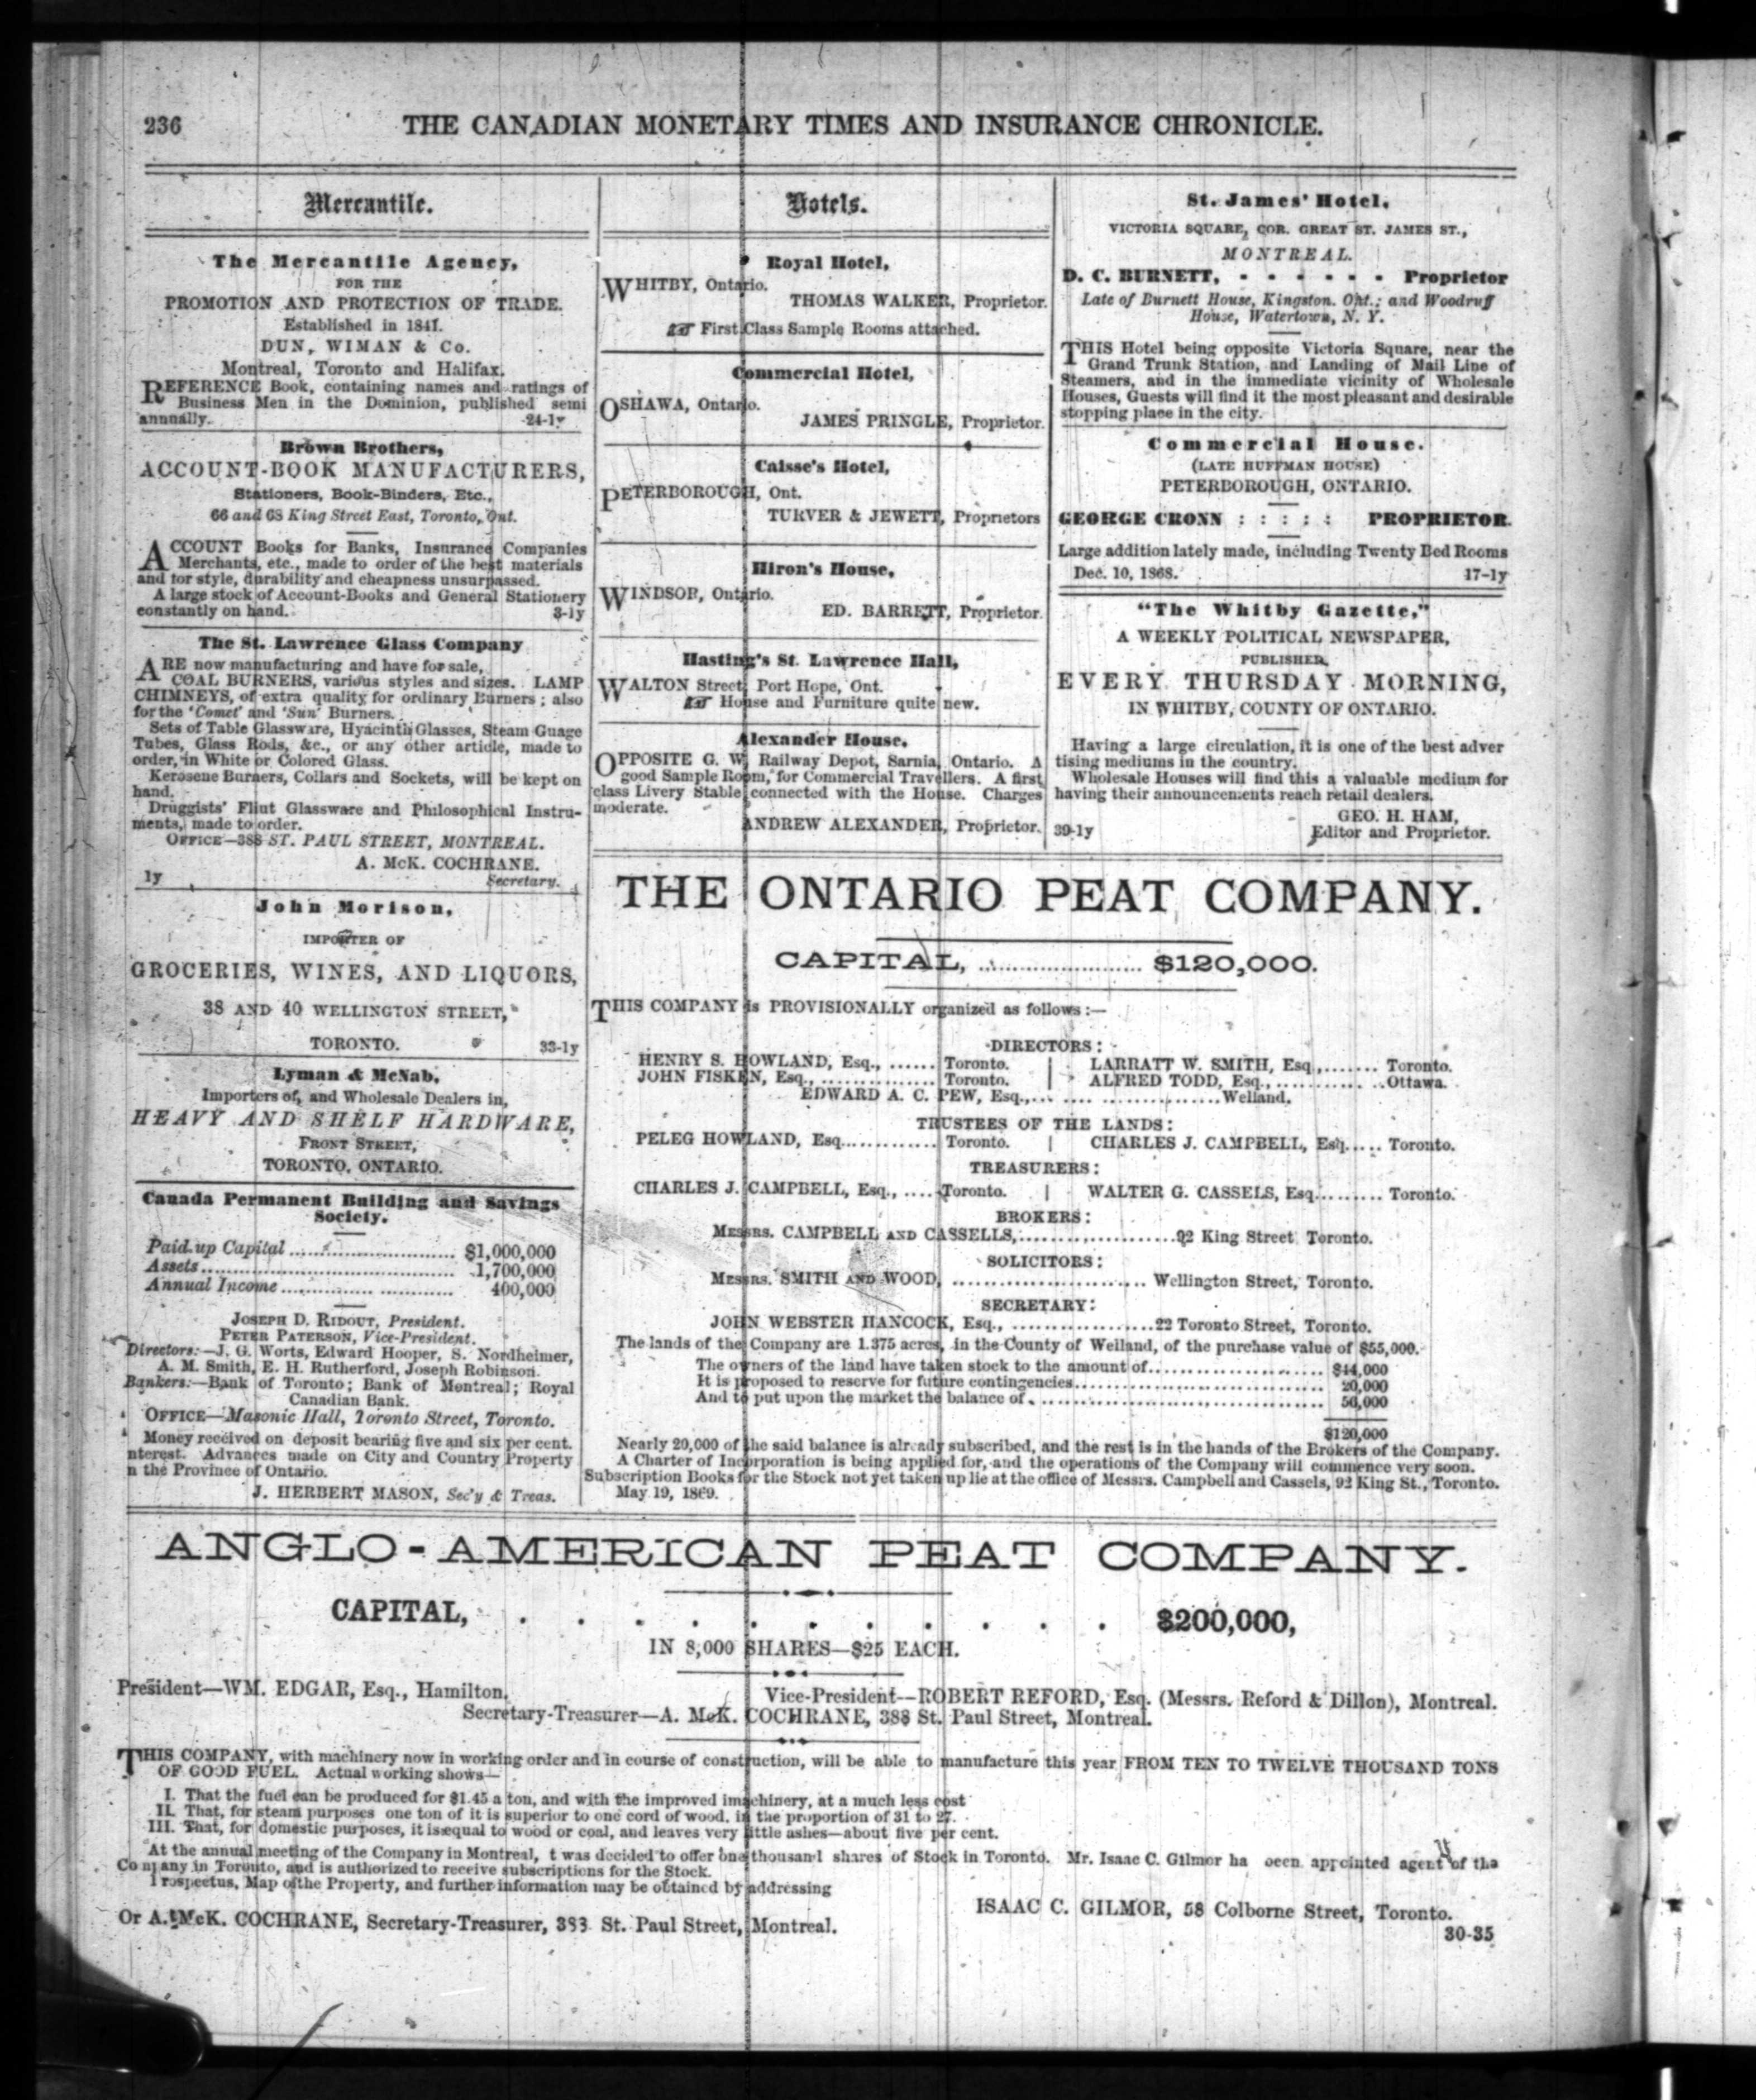 236
THE CANADIAN MONETARY TIMES AND INSURANCE CHRONICLE.
Mercantile.
The Mercantile Agency,
FOR THE
PROMOTION AND PROTECTION OF TRADE.
Established in 1841.
DUN, WIMAN & Co.
Montreal, Toronto and Halifax.
REFERENCE Book, containing names and ratings of
Business Men in the Dominion, published semi
annually. 24-1y
Brown Brothers,
ACCOUNT-BOOK MANUFACTURERS,
Stationers, Book-Binders, Etc.,
66 and 68 King Street East, Toronto, Ont.
ACCOUNT Books for Banks, Insurance Companies
Merchants, etc., made to order of the best materials
and for style, durability and cheapness unsurpassed.
A large stock of Account-Books and General Stationery
constantly on hand. 3-1y
The St. Lawrence Glass Company
ARE now manufacturing and have for sale,
COAL BURNERS, various styles and sizes. LAMP
CHIMNEYS, of extra quality for ordinary Burners; also
for the 'Comet' and 'Sun' Burners.
Sets of Table Glassware, Hyacinth Glasses, Steam Guage
Tubes, Glass Rods, &c., or any other article, made to
order, in White or Colored Glass.
Kerosene Burners, Collars and Sockets, will be kept on
hand.
Druggists' Flint Glassware and Philosophical Instru-
ments, made to order.
OFFICE—388 ST. PAUL STREET, MONTREAL.
A. McK. COCHRANE.
1y Secretary.
John Morison,
IMPORTER OF
GROCERIES, WINES, AND LIQUORS,
38 AND 40 WELLINGTON STREET,
TORONTO. 33-1y
Lyman & McNab,
Importers of, and Wholesale Dealers in,
HEAVY AND SHELF HARDWARE,
FRONT STREET,
TORONTO, ONTARIO.
Canada Permanent Building and Savings
Society.
Paid-up Capital .......... $1,000,000
Assets .......... 1,700,000
Annual Income .......... 400,000
JOSEPH D. RIDOUT, President.
PETER PATERSON, Vice-President.
Directors:—J. G. Worts, Edward Hooper, S. Nordheimer,
A. M. Smith, E. H. Rutherford, Joseph Robinson.
Bankers:—Bank of Toronto; Bank of Montreal; Royal
Canadian Bank.
OFFICE—Masonic Hall, Toronto Street, Toronto.
Money received on deposit bearing five and six per cent.
nterest. Advances made on City and Country Property
n the Province of Ontario.
J. HERBERT MASON, Sec'y & Treas.
Hotels.
Royal Hotel,
WHITBY, Ontario.
THOMAS WALKER, Proprietor.
☞ First Class Sample Rooms attached.
Commercial Hotel,
OSHAWA, Ontario.
JAMES PRINGLE, Proprietor.
Caisse's Hotel,
PETERBOROUGH, Ont.
TURVER & JEWETT, Proprietors
Hiron's House,
WINDSOR, Ontario.
ED. BARRETT, Proprietor.
Hasting's St. Lawrence Hall,
WALTON Street, Port Hope, Ont.
☞ House and Furniture quite new.
Alexander House,
OPPOSITE G. W. Railway Depot, Sarnia, Ontario. A
good Sample Room, for Commercial Travellers. A first
class Livery Stable connected with the House. Charges
moderate.
ANDREW ALEXANDER, Proprietor.
St. James' Hotel,
VICTORIA SQUARE, COR. GREAT ST. JAMES ST.,
MONTREAL.
D. C. BURNETT, - - - - - - Proprietor
Late of Burnett House, Kingston. Ont.; and Woodruff
House, Watertown, N. Y.
THIS Hotel being opposite Victoria Square, near the
Grand Trunk Station, and Landing of Mail Line of
Steamers, and in the immediate vicinity of Wholesale
Houses, Guests will find it the most pleasant and desirable
stopping place in the city.
Commercial House.
(LATE HUFFMAN HOUSE)
PETERBOROUGH, ONTARIO.
GEORGE CRONN : : : : : PROPRIETOR.
Large addition lately made, including Twenty Bed Rooms
Dec. 10, 1868. 17-1y
"The Whitby Gazette,"
A WEEKLY POLITICAL NEWSPAPER,
PUBLISHED
EVERY THURSDAY MORNING,
IN WHITBY, COUNTY OF ONTARIO.
Having a large circulation, it is one of the best adver
tising mediums in the country.
Wholesale Houses will find this a valuable medium for
having their announcements reach retail dealers.
GEO. H. HAM,
39-1y Editor and Proprietor.
THE ONTARIO PEAT COMPANY.
CAPITAL, .......... $120,000.
THIS COMPANY is PROVISIONALLY organized as follows:—
DIRECTORS:
HENRY S. HOWLAND, Esq., ...... Toronto. | LARRATT W. SMITH, Esq., ...... Toronto.
JOHN FISKEN, Esq., .......... Toronto. | ALFRED TODD, Esq., .......... Ottawa.
EDWARD A. C. PEW, Esq., .......... Welland.
TRUSTEES OF THE LANDS:
PELEG HOWLAND, Esq. .......... Toronto. | CHARLES J. CAMPBELL, Esq. .... Toronto.
TREASURERS:
CHARLES J. CAMPBELL, Esq., .... Toronto. | WALTER G. CASSELS, Esq. ........ Toronto.
BROKERS:
MESSRS. CAMPBELL AND CASSELLS, .......... 92 King Street Toronto.
SOLICITORS:
MESSRS. SMITH AND WOOD, .......... Wellington Street, Toronto.
SECRETARY:
JOHN WEBSTER HANCOCK, Esq., .......... 22 Toronto Street, Toronto.
The lands of the Company are 1.375 acres, in the County of Welland, of the purchase value of $55,000.
The owners of the land have taken stock to the amount of .......... $44,000
It is proposed to reserve for future contingencies .......... 20,000
And to put upon the market the balance of .......... 56,000
$120,000
Nearly 20,000 of the said balance is already subscribed, and the rest is in the hands of the Brokers of the Company.
A Charter of Incorporation is being applied for, and the operations of the Company will commence very soon.
Subscription Books for the Stock not yet taken up lie at the office of Messrs. Campbell and Cassels, 92 King St., Toronto.
May 19, 1869.
ANGLO-AMERICAN PEAT COMPANY.
CAPITAL, . . . . . . . . . . . $200,000,
IN 8,000 SHARES—$25 EACH.
President—WM. EDGAR, Esq., Hamilton. Vice-President--ROBERT REFORD, Esq. (Messrs. Reford & Dillon), Montreal.
Secretary-Treasurer—A. McK. COCHRANE, 388 St. Paul Street, Montreal.
THIS COMPANY, with machinery now in working order and in course of construction, will be able to manufacture this year FROM TEN TO TWELVE THOUSAND TONS
OF GOOD FUEL. Actual working shows—
I. That the fuel can be produced for $1.45 a ton, and with the improved imachinery, at a much less cost
II. That, for steam purposes one ton of it is superior to one cord of wood, in the proportion of 31 to 27.
III. That, for domestic purposes, it is equal to wood or coal, and leaves very little ashes—about five per cent.
At the annual meeting of the Company in Montreal, t was decided to offer one thousand shares of Stock in Toronto. Mr. Isaac C. Gilmor ha been appointed agent of the
Company in Toronto, and is authorized to receive subscriptions for the Stock.
Prospectus, Map of the Property, and further information may be obtained by addressing
ISAAC C. GILMOR, 58 Colborne Street, Toronto.
Or A. McK. COCHRANE, Secretary-Treasurer, 383 St. Paul Street, Montreal.
30-35